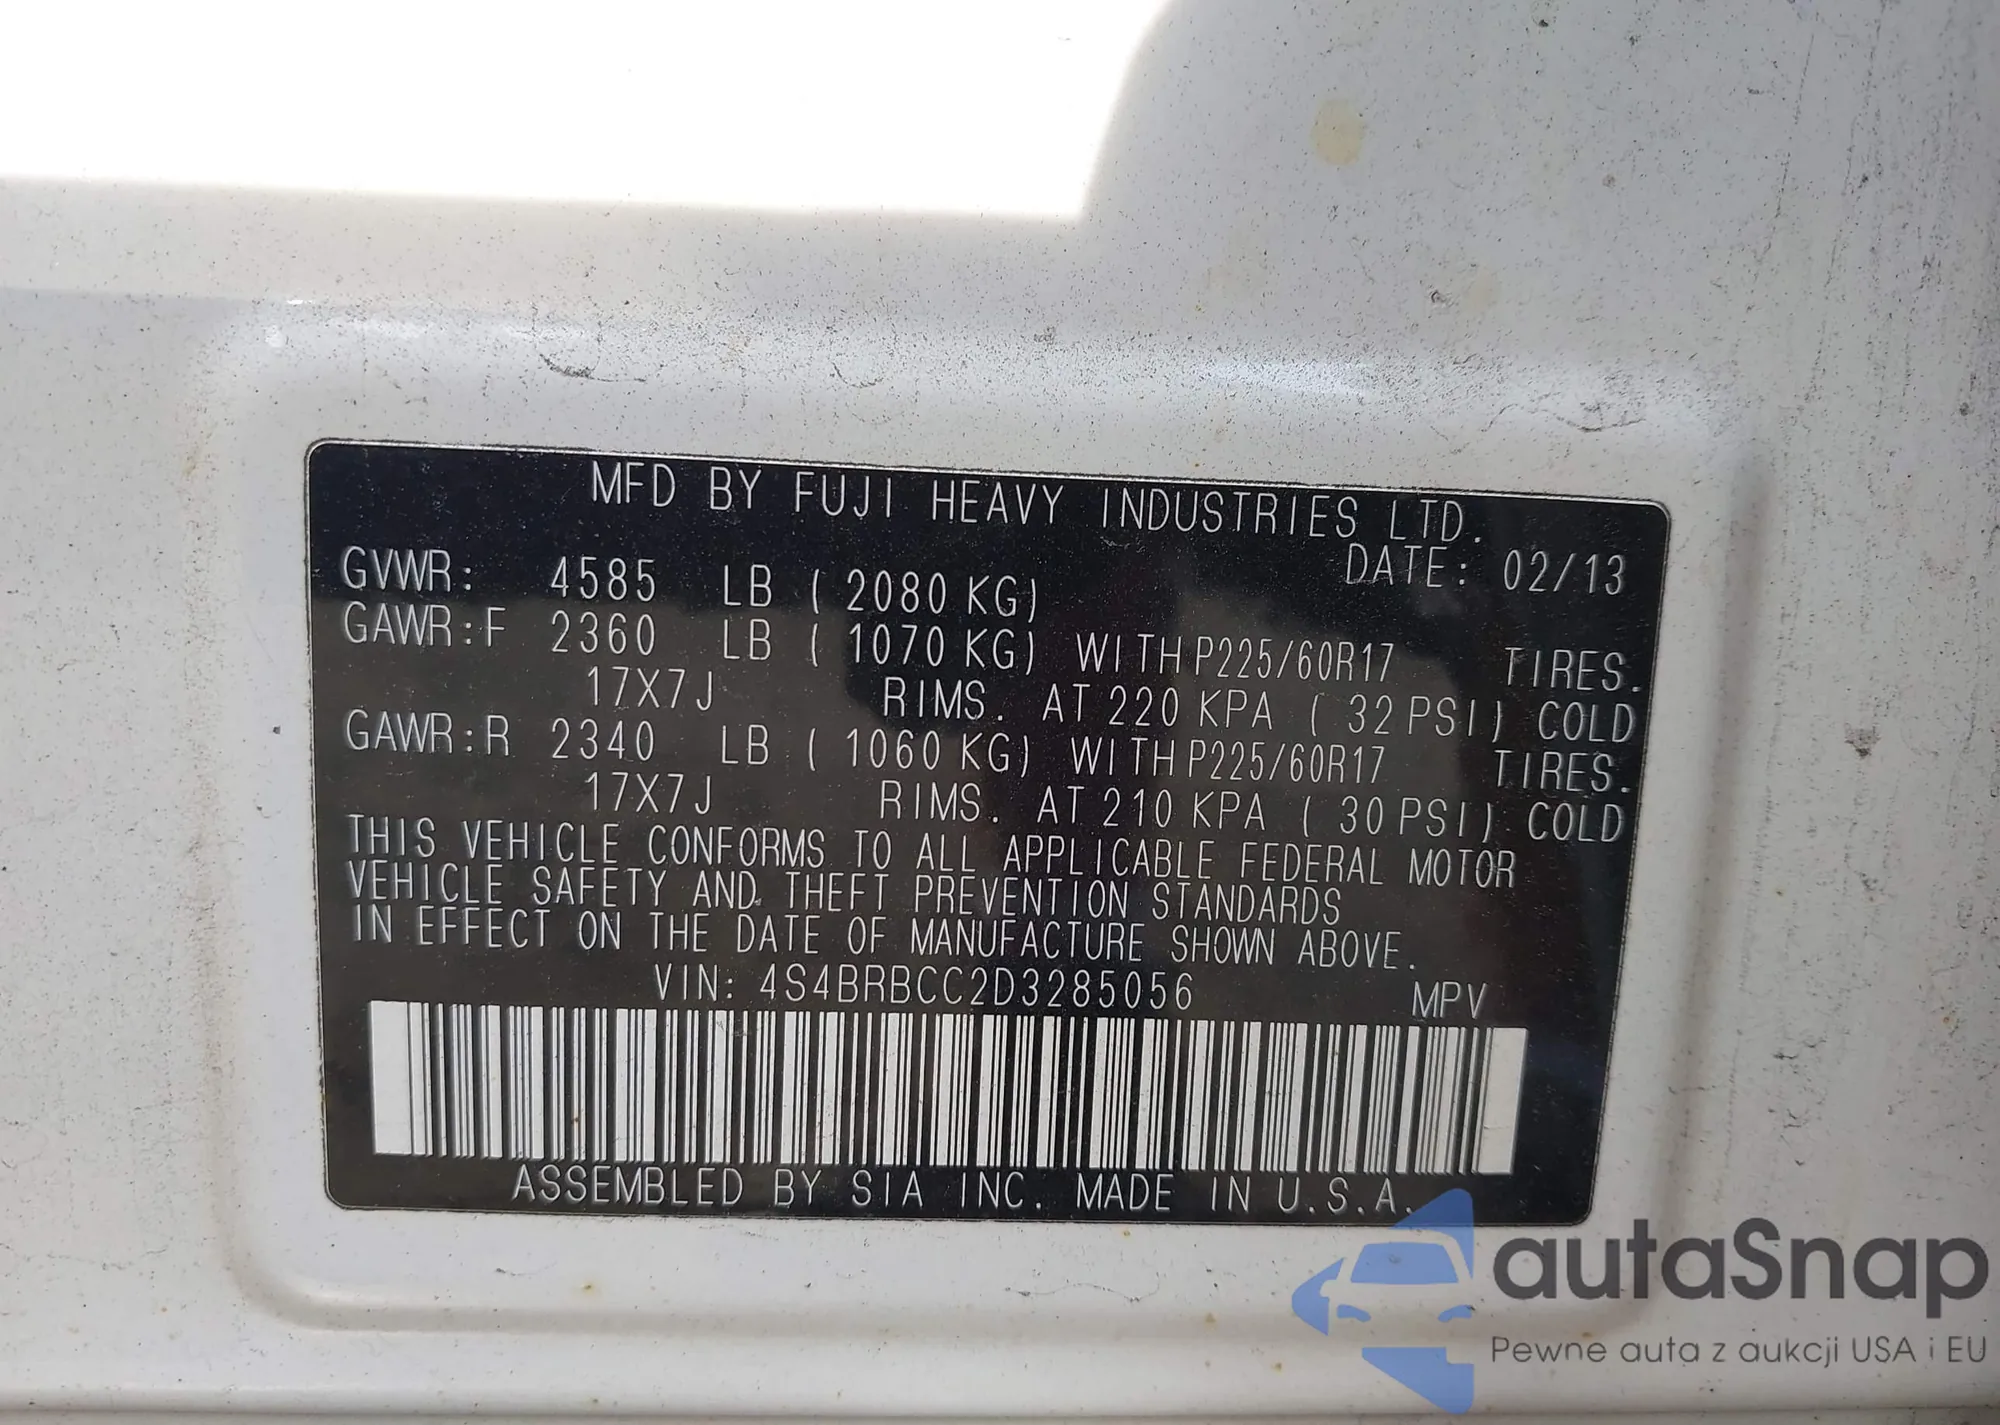 MFD BY FUJI HEAVY INDUSTRIES LTD.
DATE: 02/13
GVWR: 4585 LB ( 2080 KG)
GAWR:F 2360 LB ( 1070 KG) WITH P225/60R17 TIRES.
17X7J RIMS. AT 220 KPA ( 32 PSI) COLD
GAWR:R 2340 LB ( 1060 KG) WITH P225/60R17 TIRES.
17X7J RIMS. AT 210 KPA ( 30 PSI) COLD
THIS VEHICLE CONFORMS TO ALL APPLICABLE FEDERAL MOTOR
VEHICLE SAFETY AND THEFT PREVENTION STANDARDS
IN EFFECT ON THE DATE OF MANUFACTURE SHOWN ABOVE.
VIN: 4S4BRBCC2D3285056 MPV
ASSEMBLED BY SIA INC. MADE IN U.S.A.
autaSnap
Pewne auta z aukcji USA i EU